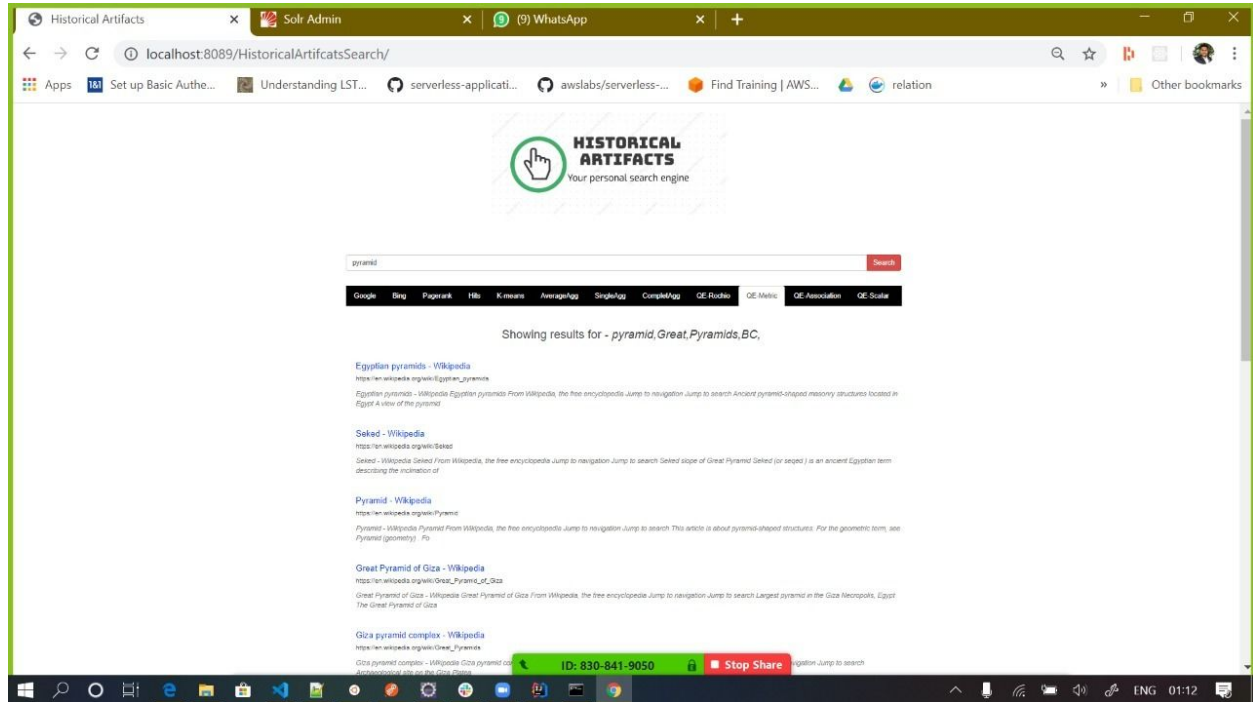 Historical Artifacts
Solr Admin
(9) WhatsApp
localhost:8089/HistoricalArtifcatsSearch/
Apps
Set up Basic Authe...
Understanding LST...
serverless-applicati...
awslabs/serverless-...
Find Training | AWS...
relation
»
Other bookmarks
HISTORICAL
ARTIFACTS
Your personal search engine
pyramid
Search
Google Bing Pagerank Hits K-means AverageAgg SingleAgg CompletAgg QE-Rochio QE-Metric QE-Association QE-Scalar
Showing results for - pyramid,Great,Pyramids,BC,
Egyptian pyramids - Wikipedia
https://en.wikipedia.org/wiki/Egyptian_pyramids
Egyptian pyramids - Wikipedia Egyptian pyramids From Wikipedia, the free encyclopedia Jump to navigation Jump to search Ancient pyramid-shaped masonry structures located in
Egypt A view of the pyramid
Seked - Wikipedia
https://en.wikipedia.org/wiki/Seked
Seked - Wikipedia Seked From Wikipedia, the free encyclopedia Jump to navigation Jump to search Seked slope of Great Pyramid Seked (or seqed ) is an ancient Egyptian term
describing the inclination of
Pyramid - Wikipedia
https://en.wikipedia.org/wiki/Pyramid
Pyramid - Wikipedia Pyramid From Wikipedia, the free encyclopedia Jump to navigation Jump to search This article is about pyramid-shaped structures. For the geometric term, see
Pyramid (geometry) . Fo
Great Pyramid of Giza - Wikipedia
https://en.wikipedia.org/wiki/Great_Pyramid_of_Giza
Great Pyramid of Giza - Wikipedia Great Pyramid of Giza From Wikipedia, the free encyclopedia Jump to navigation Jump to search Largest pyramid in the Giza Necropolis, Egypt
The Great Pyramid of Giza
Giza pyramid complex - Wikipedia
https://en.wikipedia.org/wiki/Great_Pyramids
Giza pyramid complex - Wikipedia Giza pyramid co
vigation Jump to search
Archaeological site on the Giza Platea
ID: 830-841-9050
Stop Share
ENG 01:12